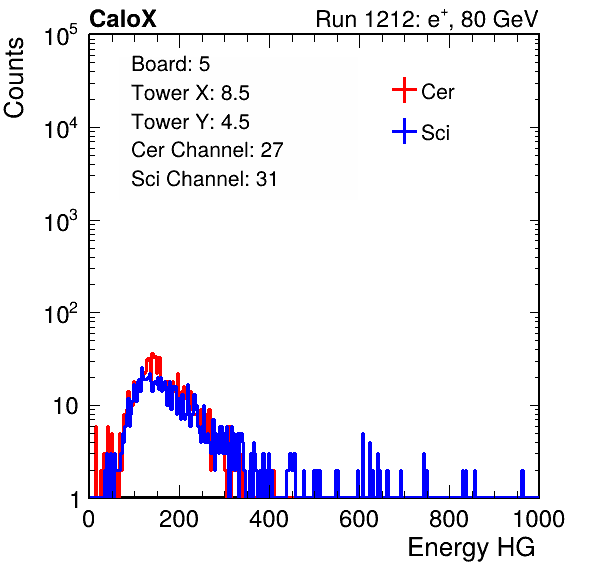 CaloX Run 1212: e⁺, 80 GeV
Counts
Board: 5
Tower X: 8.5
Tower Y: 4.5
Cer Channel: 27
Sci Channel: 31
Cer
Sci
10⁵
10⁴
10³
10²
10
1
0 200 400 600 800 1000
Energy HG